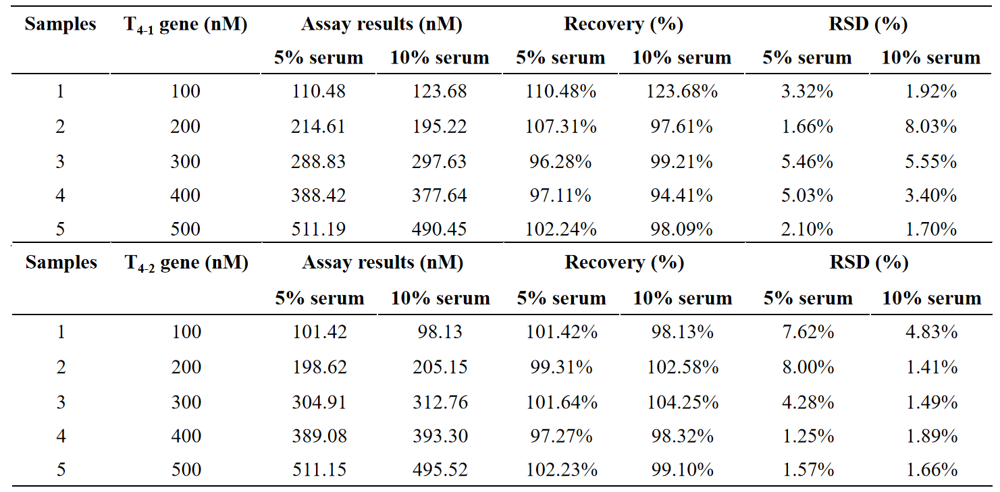 Samples T4-1 gene (nM) Assay results (nM) Recovery (%) RSD (%)
5% serum 10% serum 5% serum 10% serum 5% serum 10% serum
1 100 110.48 123.68 110.48% 123.68% 3.32% 1.92%
2 200 214.61 195.22 107.31% 97.61% 1.66% 8.03%
3 300 288.83 297.63 96.28% 99.21% 5.46% 5.55%
4 400 388.42 377.64 97.11% 94.41% 5.03% 3.40%
5 500 511.19 490.45 102.24% 98.09% 2.10% 1.70%
Samples T4-2 gene (nM) Assay results (nM) Recovery (%) RSD (%)
5% serum 10% serum 5% serum 10% serum 5% serum 10% serum
1 100 101.42 98.13 101.42% 98.13% 7.62% 4.83%
2 200 198.62 205.15 99.31% 102.58% 8.00% 1.41%
3 300 304.91 312.76 101.64% 104.25% 4.28% 1.49%
4 400 389.08 393.30 97.27% 98.32% 1.25% 1.89%
5 500 511.15 495.52 102.23% 99.10% 1.57% 1.66%